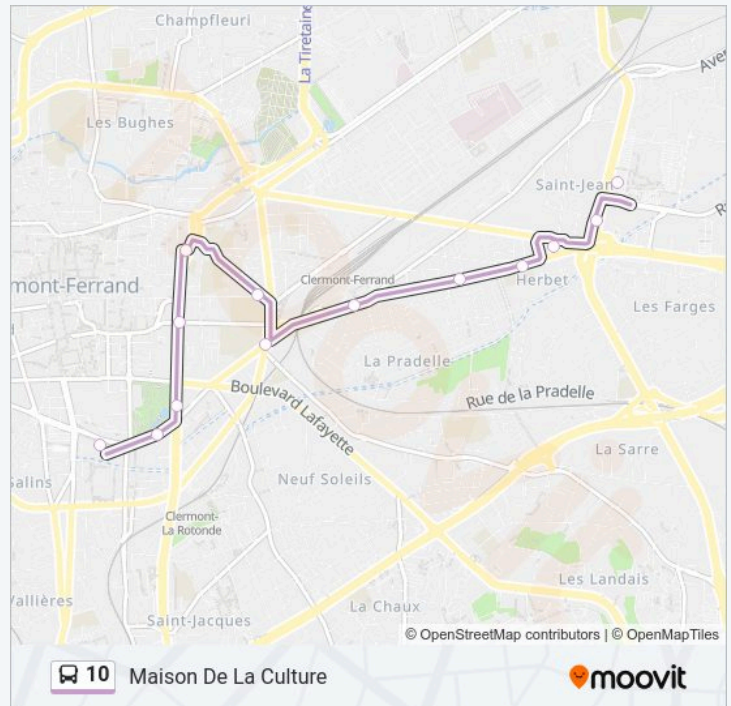 Champfleuri
La Tiretaine
Ave
Les Bughes
Saint-Jean
R
mont-Ferrand
Clermont-Ferrand
Herbet
Les Farges
La Pradelle
Boulevard Lafayette
Rue de la Pradelle
La Sarre
Salins
Neuf Soleils
Clermont-
La Rotonde
Les Landais
Vallières
La Chaux
Saint-Jacques
© OpenStreetMap contributors | © OpenMapTiles
10 Maison De La Culture
moovit